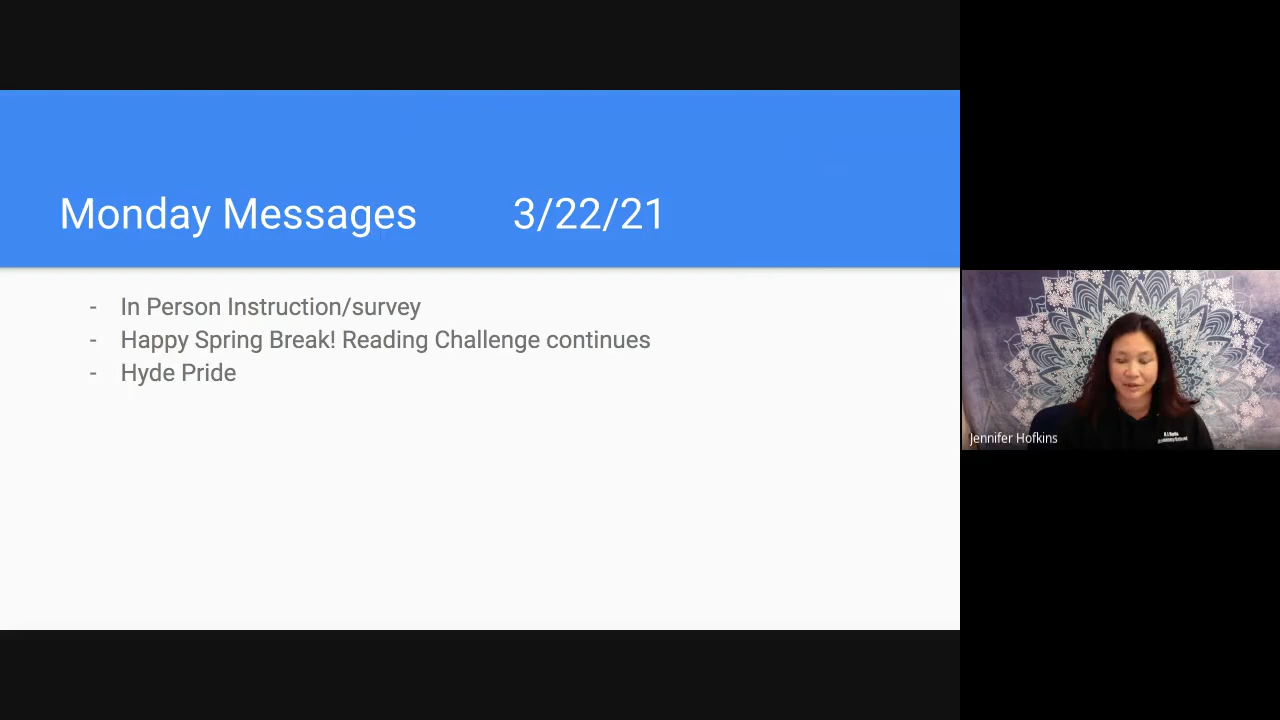 Monday Messages 3/22/21
- In Person Instruction/survey
- Happy Spring Break! Reading Challenge continues
- Hyde Pride
Jennifer Hofkins